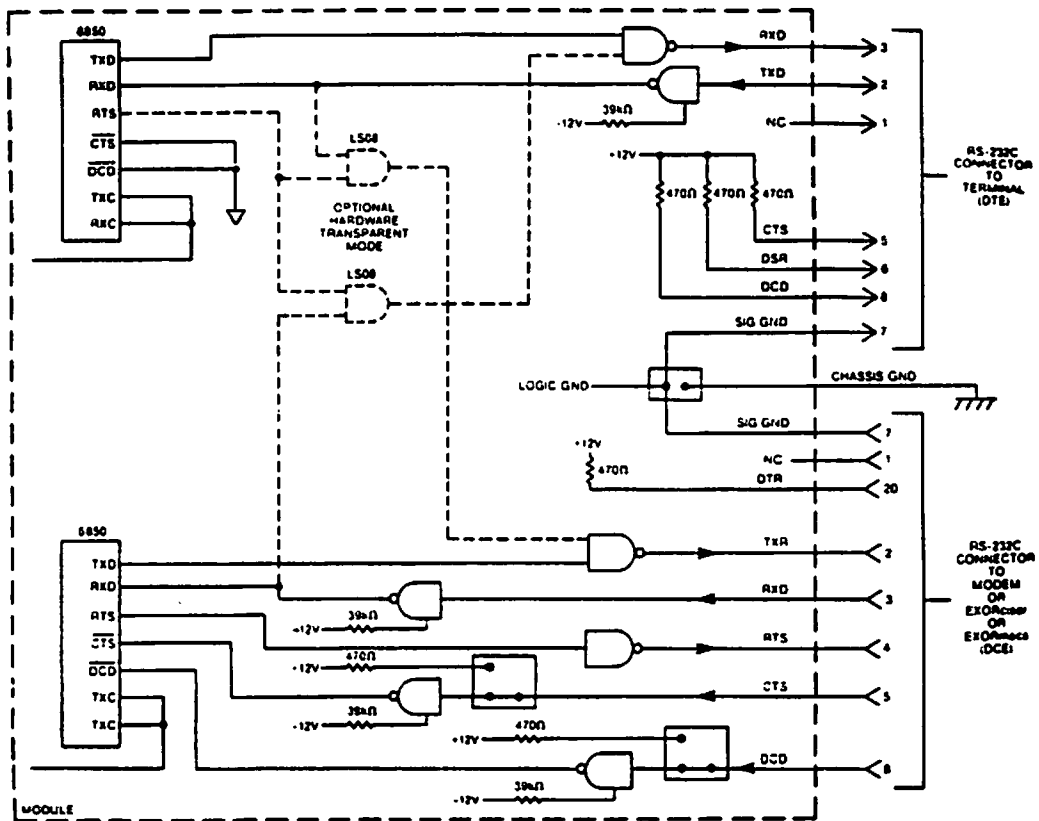 6850
TXD
RXD
RTS
CTS
DCD
TXC
RXC
LS08
OPTIONAL
HARDWARE
TRANSPARENT
MODE
LS08
RXD
3
TXD
2
39kΩ
-12V
NC
1
+12V
470Ω
470Ω
470Ω
CTS
5
DSR
6
DCD
8
SIG GND
7
RS-232C
CONNECTOR
TO
TERMINAL
(DTE)
LOGIC GND
CHASSIS GND
SIG GND
7
+12V
470Ω
NC
1
DTR
20
6850
TXD
RXD
RTS
CTS
DCD
TXC
TXC
TXR
2
RXD
3
39kΩ
-12V
RTS
4
470Ω
-12V
CTS
5
39kΩ
-12V
470Ω
+12V
DCD
8
39kΩ
-12V
RS-232C
CONNECTOR
TO
MODEM
OR
EXORciser
OR
EXORmacs
(DCE)
MODULE